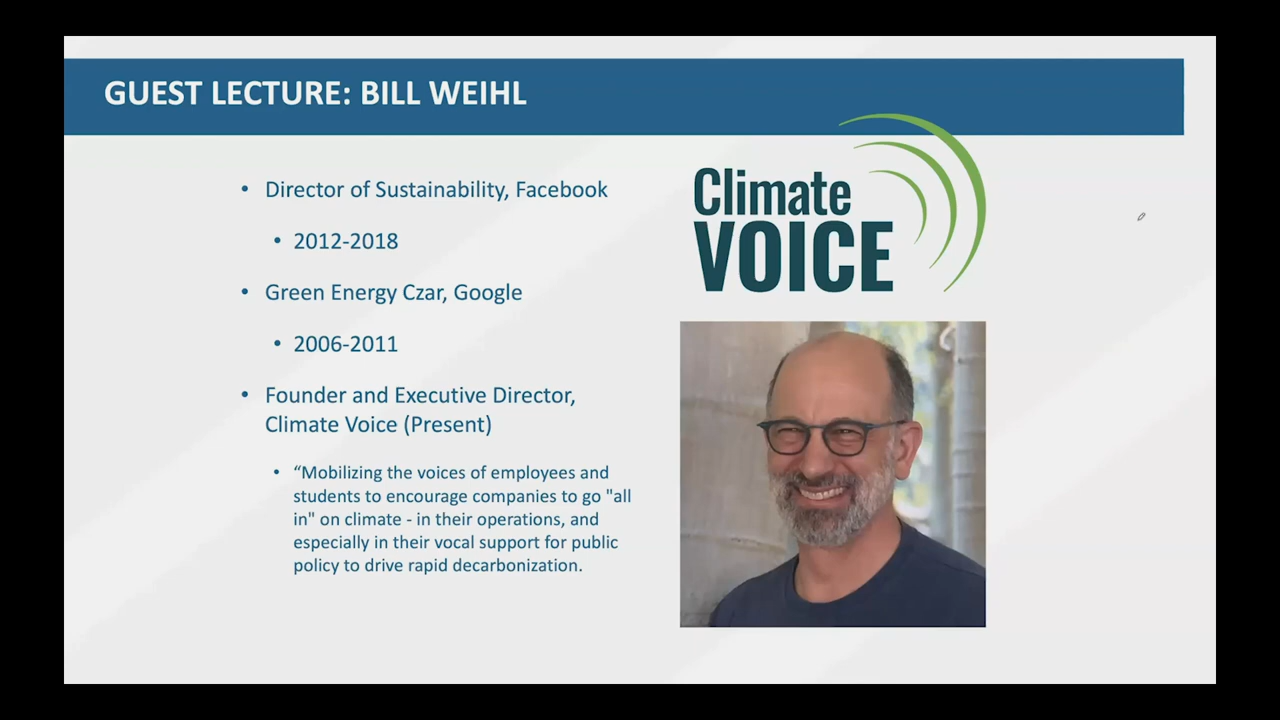 GUEST LECTURE: BILL WEIHL
• Director of Sustainability, Facebook
• 2012-2018
• Green Energy Czar, Google
• 2006-2011
• Founder and Executive Director,
Climate Voice (Present)
• “Mobilizing the voices of employees and
students to encourage companies to go "all
in" on climate - in their operations, and
especially in their vocal support for public
policy to drive rapid decarbonization.
Climate
VOICE